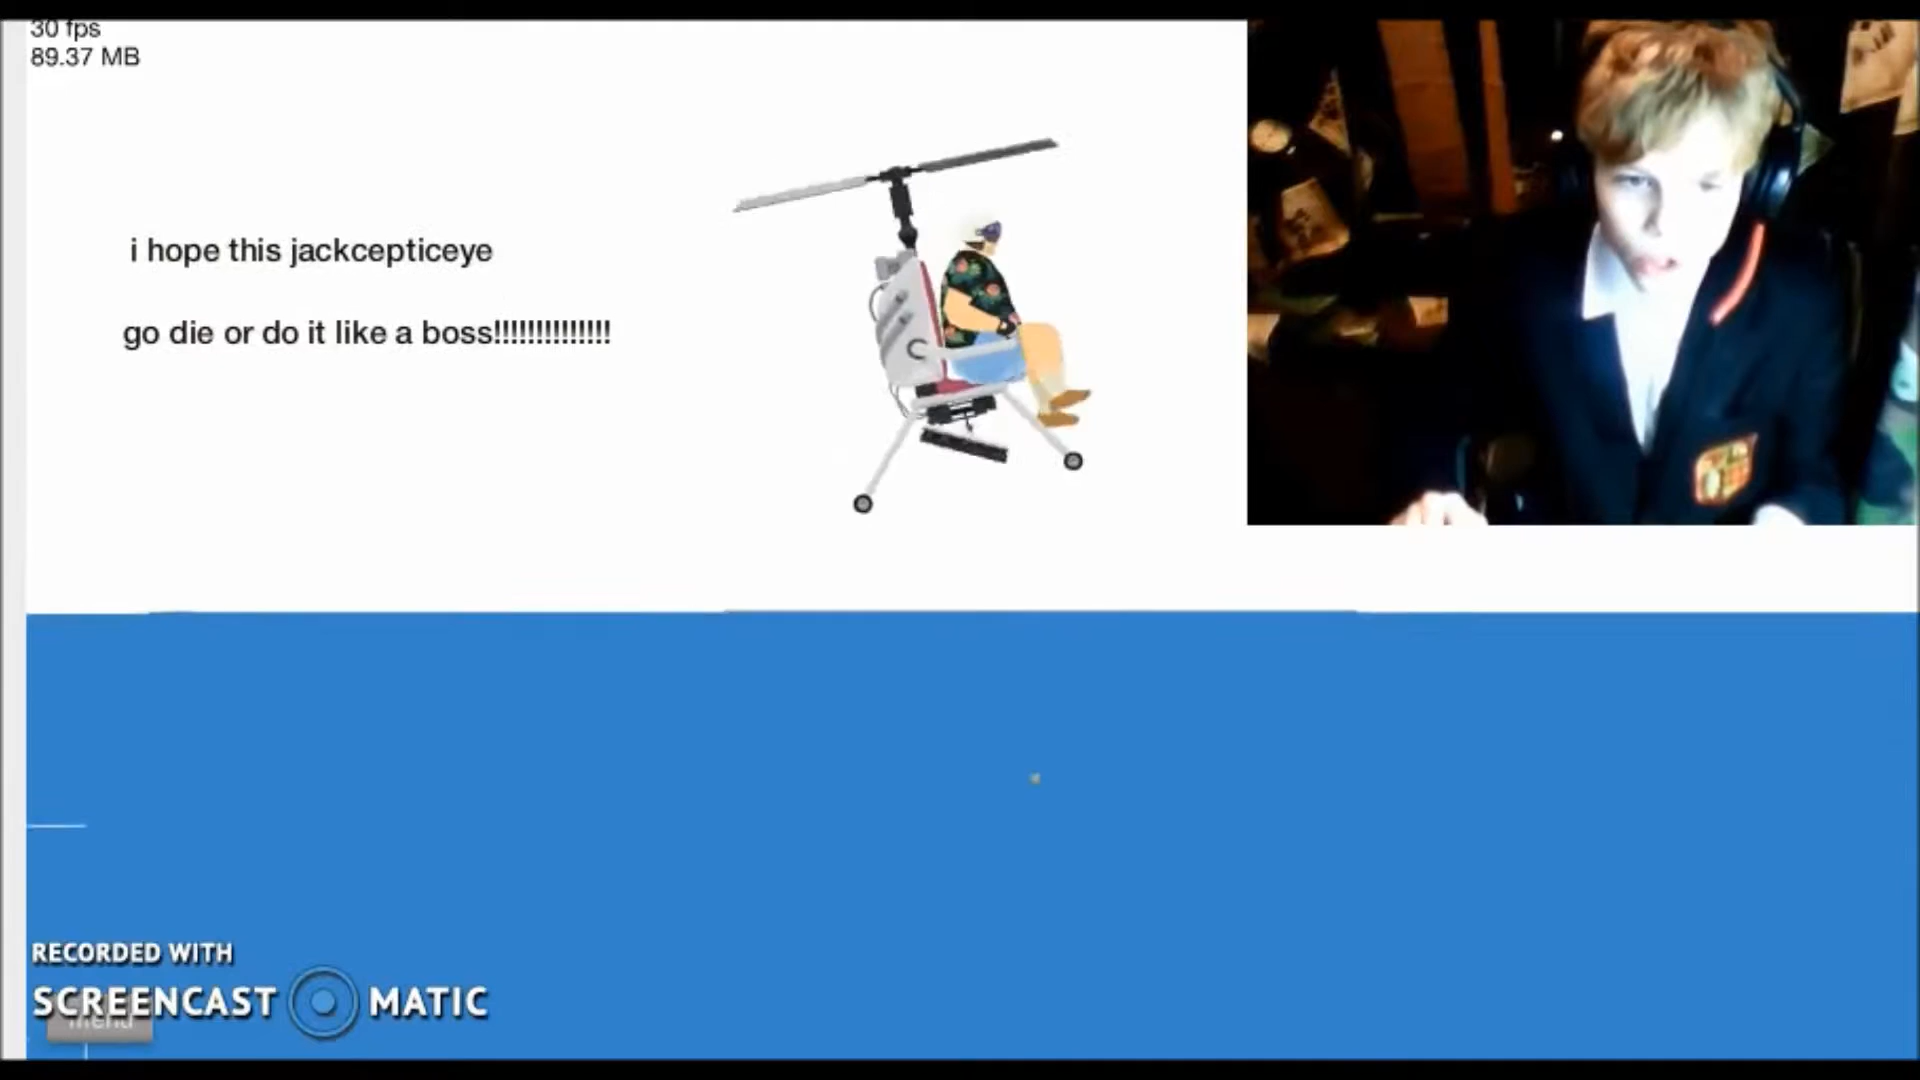 30 fps
89.37 MB
i hope this jackcepticeye
go die or do it like a boss!!!!!!!!!!!!!!
RECORDED WITH
SCREENCAST MATIC
menu